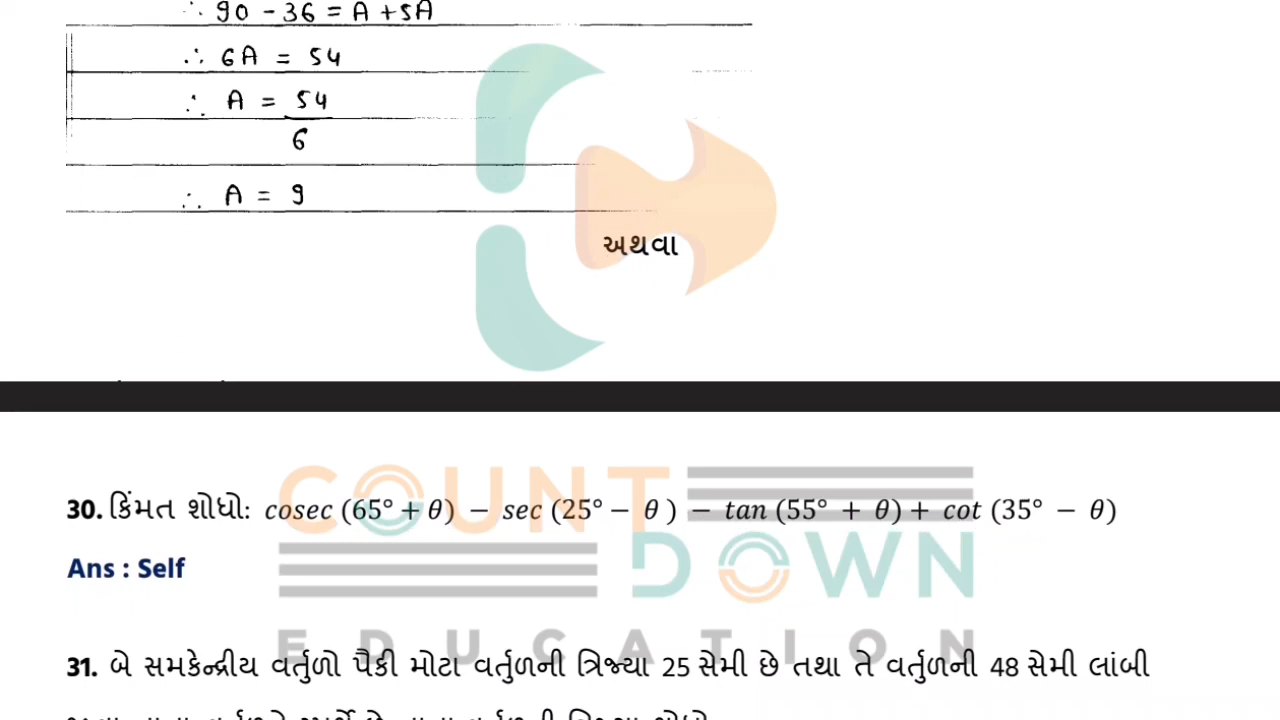 ∴ 90 - 36 = A + 5A
∴ 6A = 54
∴ A = 54
6
∴ A = 9
અથવા
30. કિંમત શોધો: cosec (65° + θ) − sec (25° − θ ) − tan (55° + θ) + cot (35° − θ)
Ans : Self
COUNT
DOWN
EDUCATION
31. બે સમકેન્દ્રીય વર્તુળો પૈકી મોટા વર્તુળની ત્રિજ્યા 25 સેમી છે તથા તે વર્તુળની 48 સેમી લાંબી